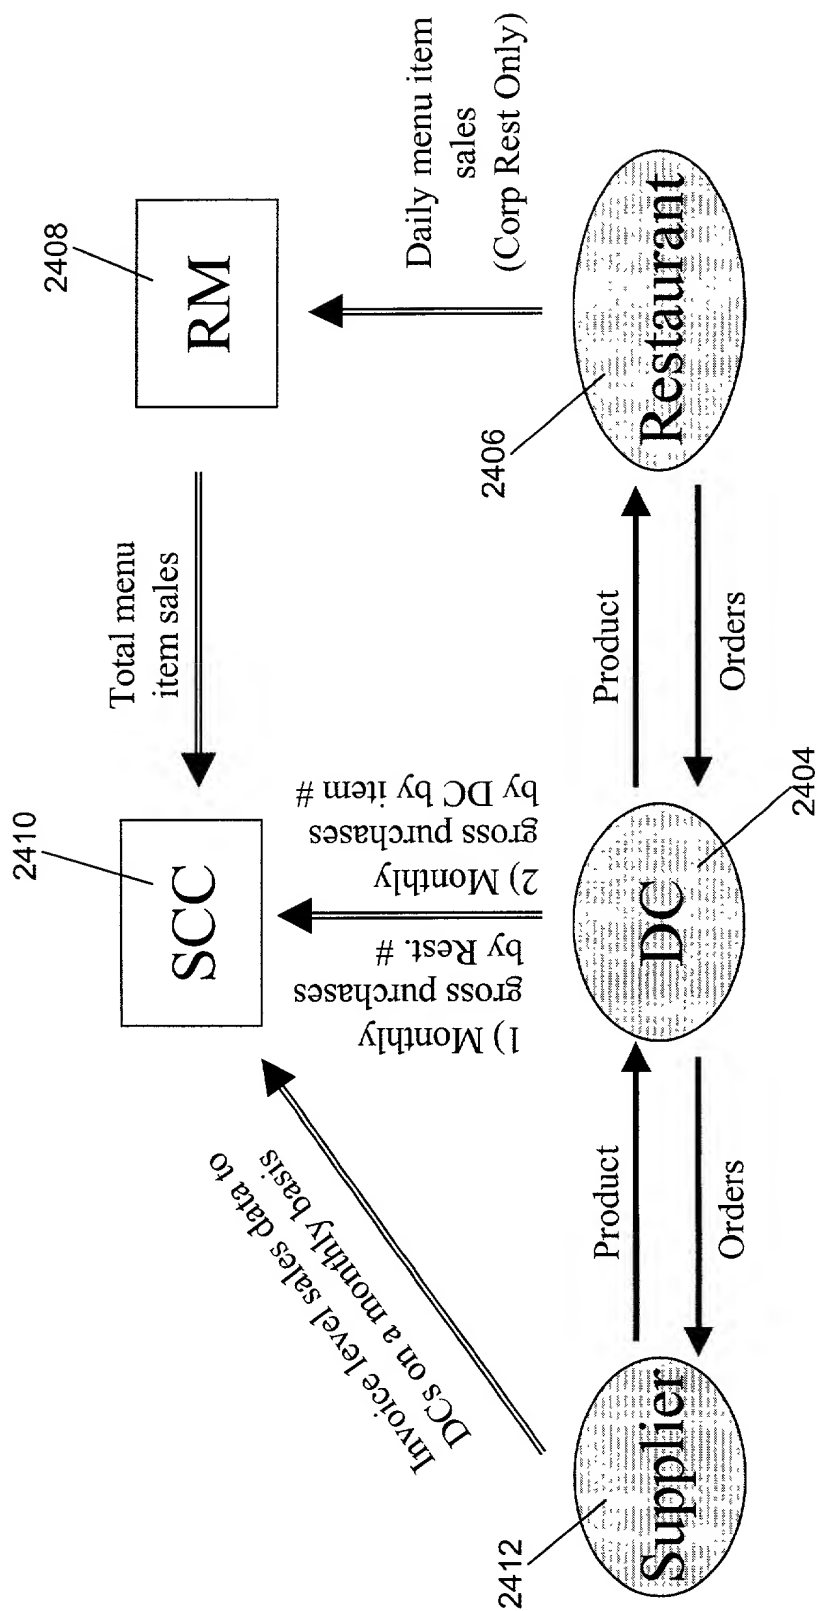 2410
SCC
Total menu
item sales
2408
RM
Invoice level sales data to
DCs on a monthly basis
1) Monthly
gross purchases
by Rest. #
2) Monthly
gross purchases
by DC by item #
Daily menu item
sales
(Corp Rest Only)
2412
Supplier
Product
Orders
DC
2404
Product
Orders
2406
Restaurant